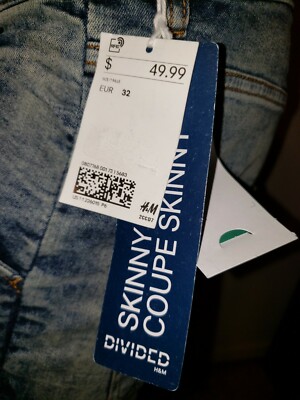 $ 49.99
EUR 32
H&M
SKINNY
COUPE SKINNY
DIVIDED
H&M